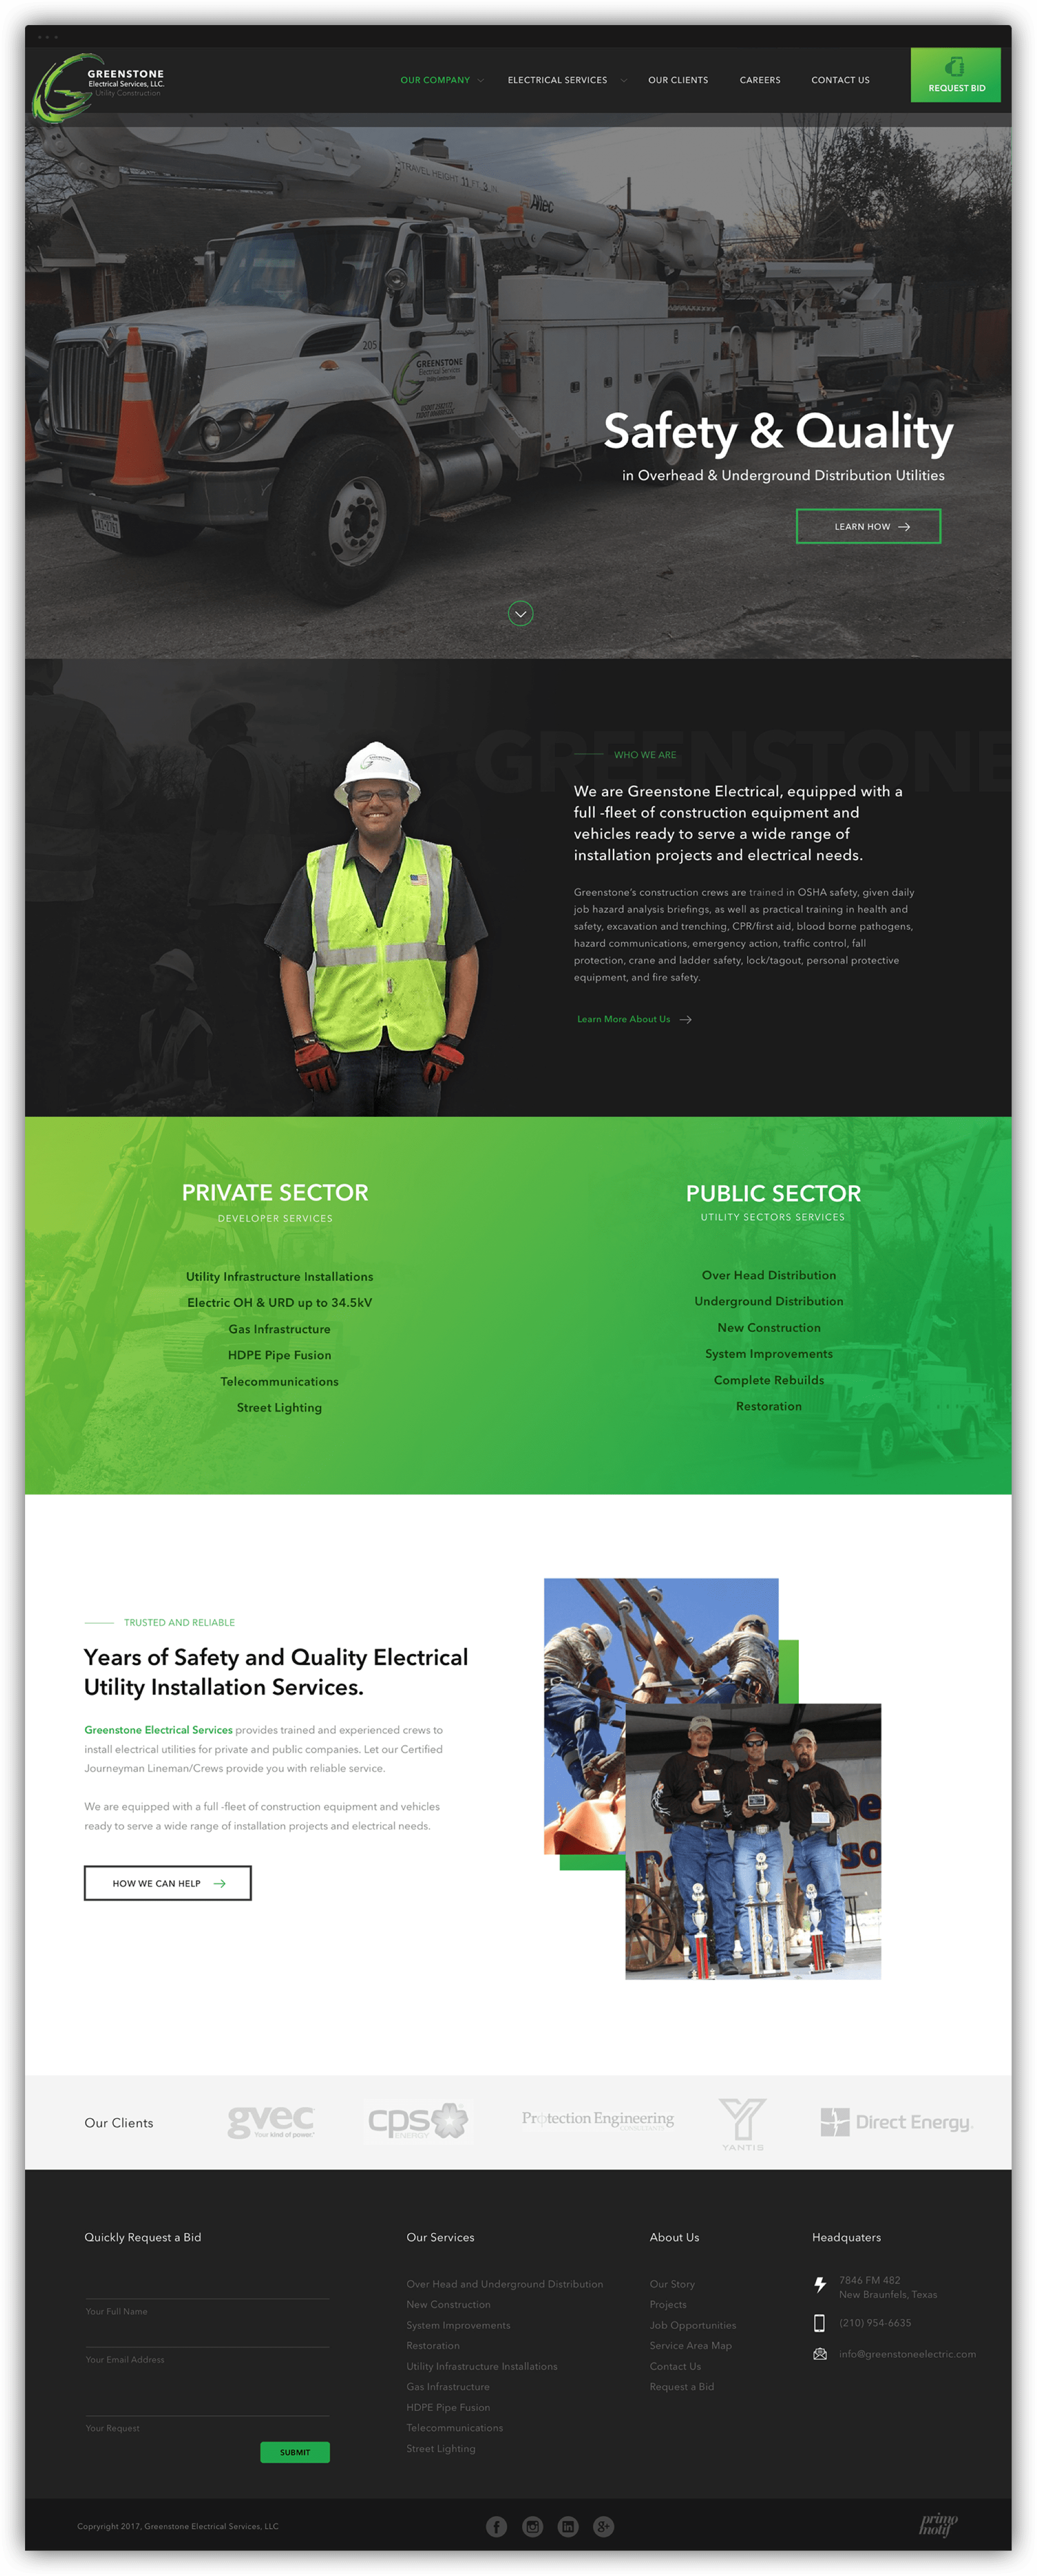 GREENSTONE
Electrical Services, LLC.
Utility Construction
OUR COMPANY
ELECTRICAL SERVICES
OUR CLIENTS
CAREERS
CONTACT US
REQUEST BID
TRAVEL HEIGHT 11 FT. 3 IN
Altec
Altec
205
GREENSTONE
Electrical Services
Safety & Quality
in Overhead & Underground Distribution Utilities
LEARN HOW
GREENSTONE
WHO WE ARE
We are Greenstone Electrical, equipped with a
full -fleet of construction equipment and
vehicles ready to serve a wide range of
installation projects and electrical needs.
Greenstone's construction crews are trained in OSHA safety, given daily
job hazard analysis briefings, as well as practical training in health and
safety, excavation and trenching, CPR/first aid, blood borne pathogens,
hazard communications, emergency action, traffic control, fall
protection, crane and ladder safety, lock/tagout, personal protective
equipment, and fire safety.
Learn More About Us
PRIVATE SECTOR
DEVELOPER SERVICES
Utility Infrastructure Installations
Electric OH & URD up to 34.5kV
Gas Infrastructure
HDPE Pipe Fusion
Telecommunications
Street Lighting
PUBLIC SECTOR
UTILITY SECTORS SERVICES
Over Head Distribution
Underground Distribution
New Construction
System Improvements
Complete Rebuilds
Restoration
TRUSTED AND RELIABLE
Years of Safety and Quality Electrical
Utility Installation Services.
Greenstone Electrical Services provides trained and experienced crews to
install electrical utilities for private and public companies. Let our Certified
Journeyman Lineman/Crews provide you with reliable service.
We are equipped with a full -fleet of construction equipment and vehicles
ready to serve a wide range of installation projects and electrical needs.
HOW WE CAN HELP
Our Clients
gvec
Your kind of power.
cps
ENERGY
Protection Engineering
CONSULTANTS
YANTIS
Direct Energy
Quickly Request a Bid
Your Full Name
Your Email Address
Your Request
SUBMIT
Our Services
Over Head and Underground Distribution
New Construction
System Improvements
Restoration
Utility Infrastructure Installations
Gas Infrastructure
HDPE Pipe Fusion
Telecommunications
Street Lighting
About Us
Our Story
Projects
Job Opportunities
Service Area Map
Contact Us
Request a Bid
Headquaters
7846 FM 482
New Braunfels, Texas
(210) 954-6635
info@greenstoneelectric.com
Copryright 2017, Greenstone Electrical Services, LLC
primo
motif